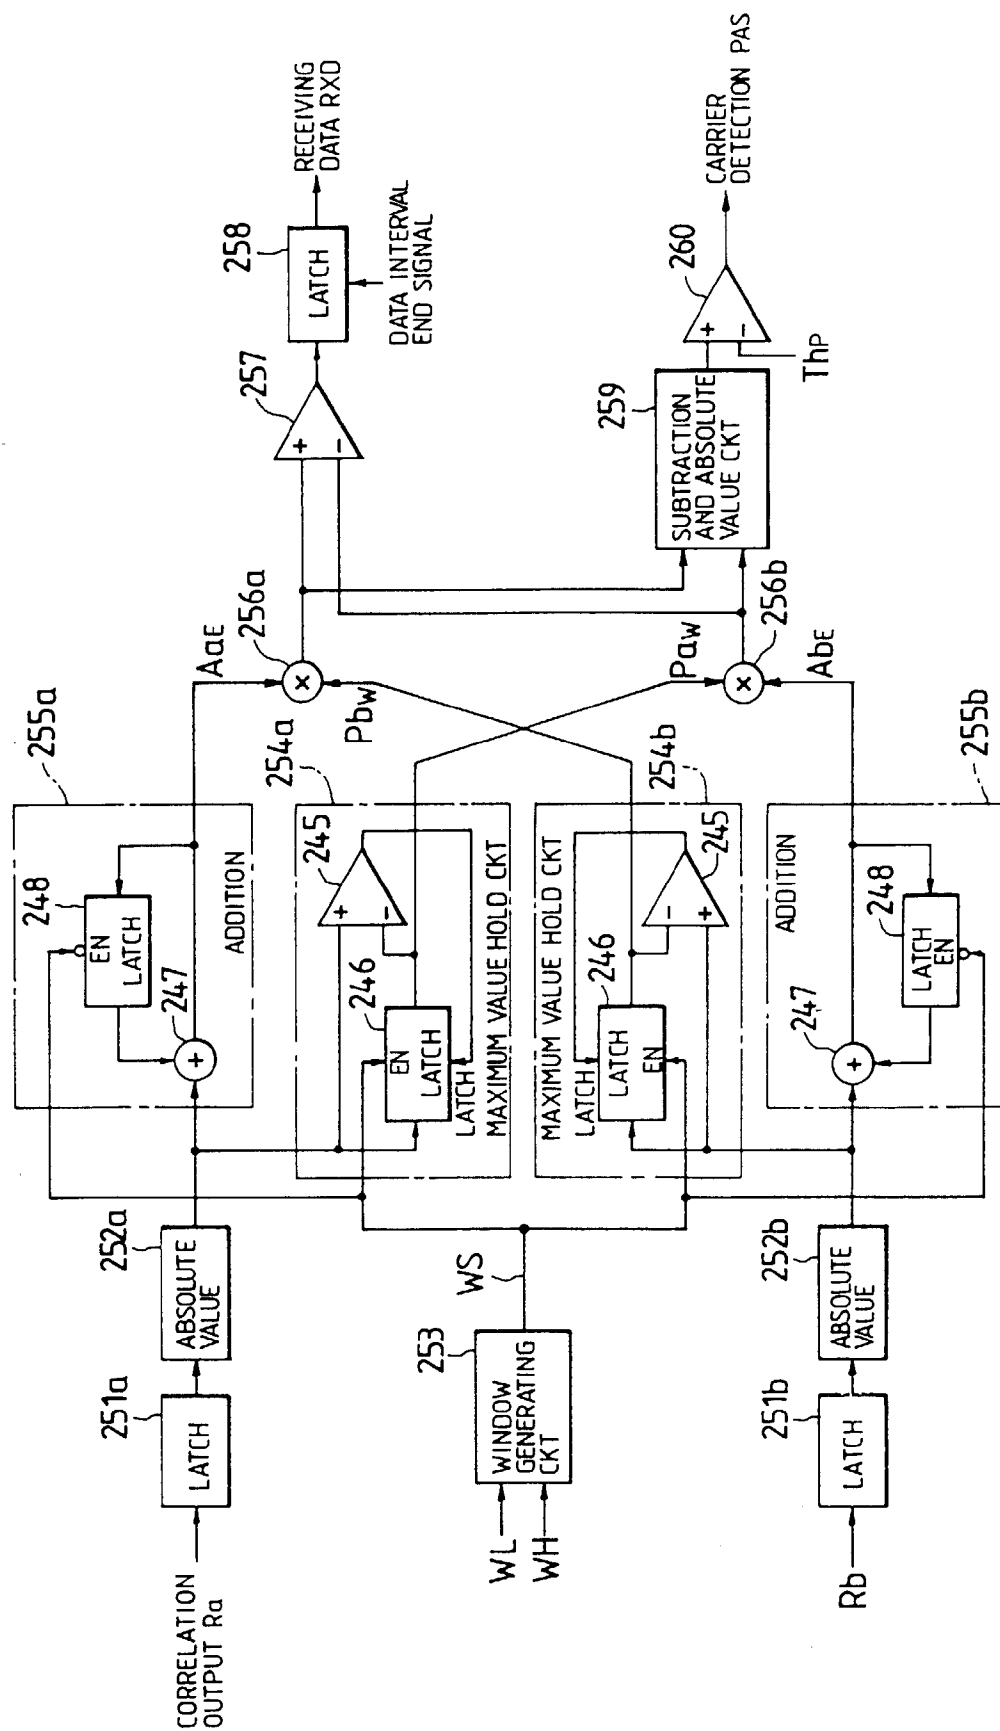 CORRELATION
OUTPUT Ra
251a
LATCH
252a
ABSOLUTE
VALUE
255a
248
EN
LATCH
247
+
ADDITION
AaE
256a
×
PbW
257
+
−
258
LATCH
RECEIVING
DATA RXD
DATA INTERVAL
END SIGNAL
WL
WH
253
WINDOW
GENERATING
CKT
WS
254a
245
+
−
246
EN
LATCH
LATCH
MAXIMUM VALUE HOLD CKT
254b
MAXIMUM VALUE HOLD CKT
LATCH
246
LATCH
EN
−
+
245
PaW
256b
×
AbE
259
SUBTRACTION
AND ABSOLUTE
VALUE CKT
260
+
−
ThP
CARRIER
DETECTION PAS
Rb
251b
LATCH
252b
ABSOLUTE
VALUE
ADDITION
247
+
248
LATCH
EN
255b